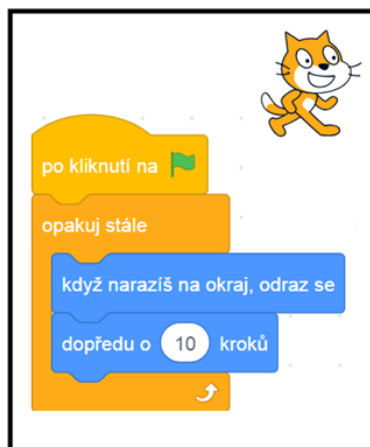 po kliknutí na
opakuj stále
když narazíš na okraj, odraz se
dopředu o 10 kroků